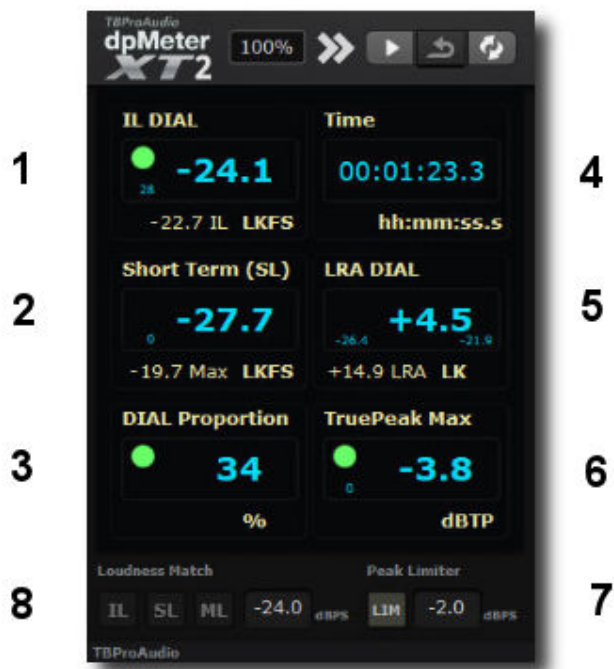 TBProAudio
dpMeter
XT2
100%
IL DIAL
Time
1
28
-24.1
00:01:23.3
4
-22.7 IL LKFS
hh:mm:ss.s
Short Term (SL)
LRA DIAL
2
0
-27.7
-26.4
+4.5
-21.9
5
-19.7 Max LKFS
+14.9 LRA LK
DIAL Proportion
TruePeak Max
3
34
0
-3.8
6
%
dBTP
Loudness Match
Peak Limiter
8
IL SL ML -24.0 dBPS
LIM -2.0 dBPS
7
TBProAudio